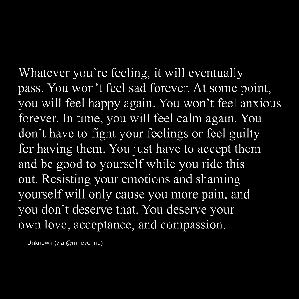 Whatever you're feeling, it will eventually
pass. You won't feel sad forever. At some point,
you will feel happy again. You won't feel anxious
forever. In time, you will feel calm again. You
don't have to fight your feelings or feel guilty
for having them. You just have to accept them
and be good to yourself while you ride this
out. Resisting your emotions and shaming
yourself will only cause you more pain, and
you don't deserve that. You deserve your
own love, acceptance, and compassion.
Unknown (via